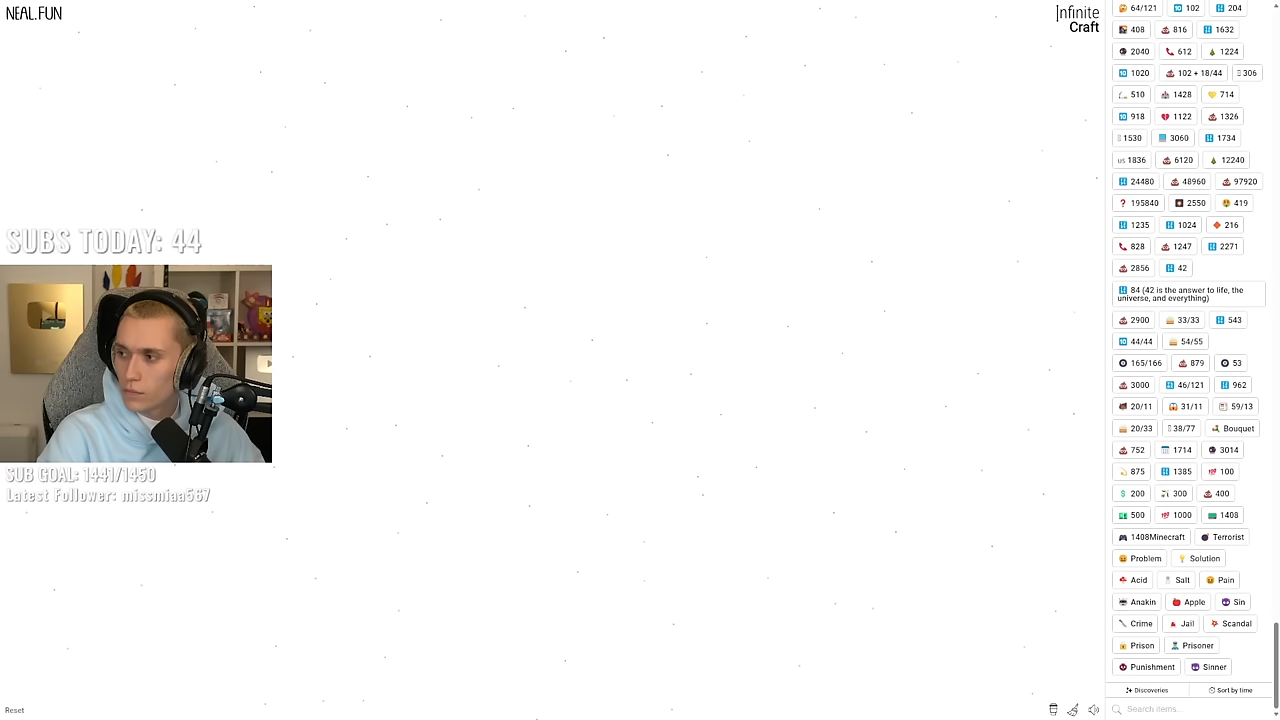 NEAL.FUN
Infinite
Craft
64/121 102 204
408 816 1632
2040 612 1224
1020 102 + 18/44 306
510 1428 714
918 1122 1326
1530 3060 1734
us 1836 6120 12240
24480 48960 97920
195840 2550 419
1235 1024 216
828 1247 2271
2856 42
84 (42 is the answer to life, the
universe, and everything)
2900 33/33 543
44/44 54/55
165/166 879 53
3000 46/121 962
20/11 31/11 59/13
20/33 38/77 Bouquet
752 1714 3014
875 1385 100
200 300 400
500 1000 1408
1408Minecraft Terrorist
Problem Solution
Acid Salt Pain
Anakin Apple Sin
Crime Jail Scandal
Prison Prisoner
Punishment Sinner
Discoveries Sort by time
Search items...
SUBS TODAY: 44
SUB GOAL: 1441/1450
Latest Follower: missmiaa567
Reset